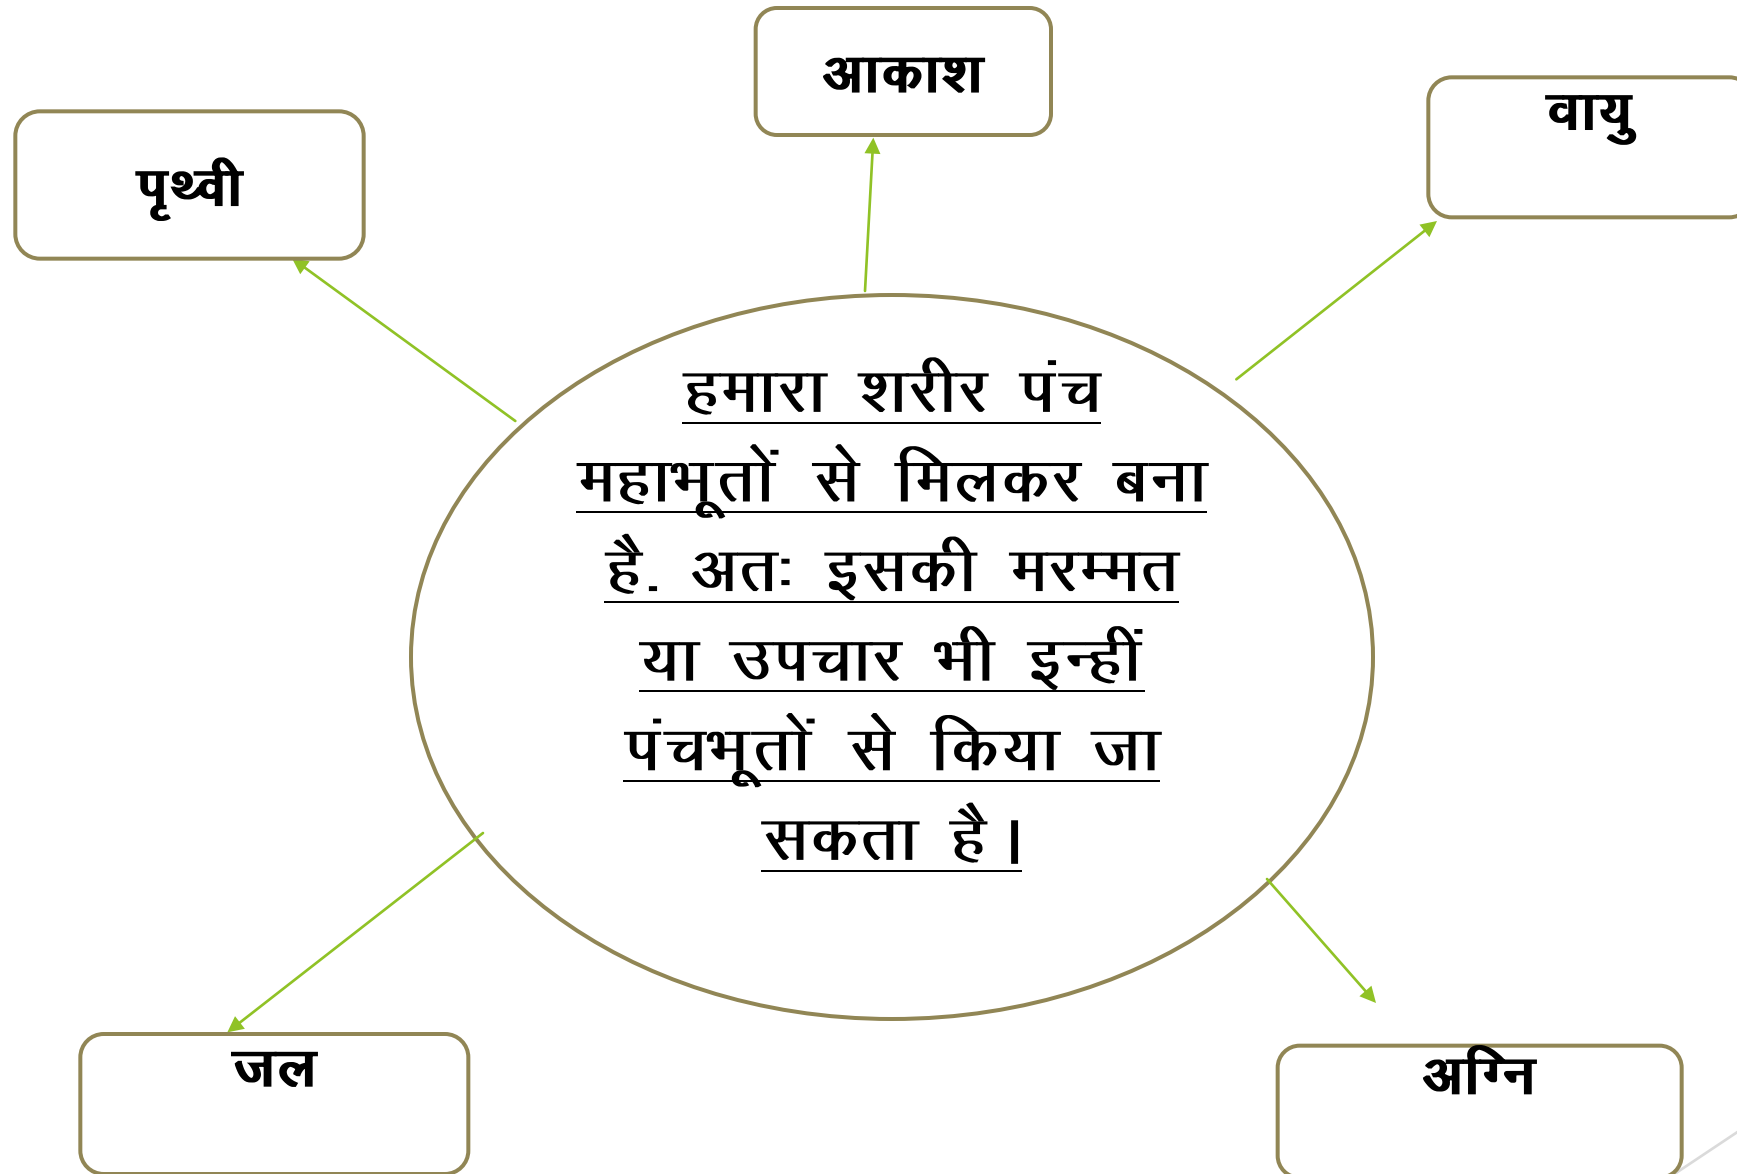 आकाश
वायु
पृथ्वी
हमारा शरीर पंच
महाभूतों से मिलकर बना
है. अतः इसकी मरम्मत
या उपचार भी इन्हीं
पंचभूतों से किया जा
सकता है।
जल
अग्नि